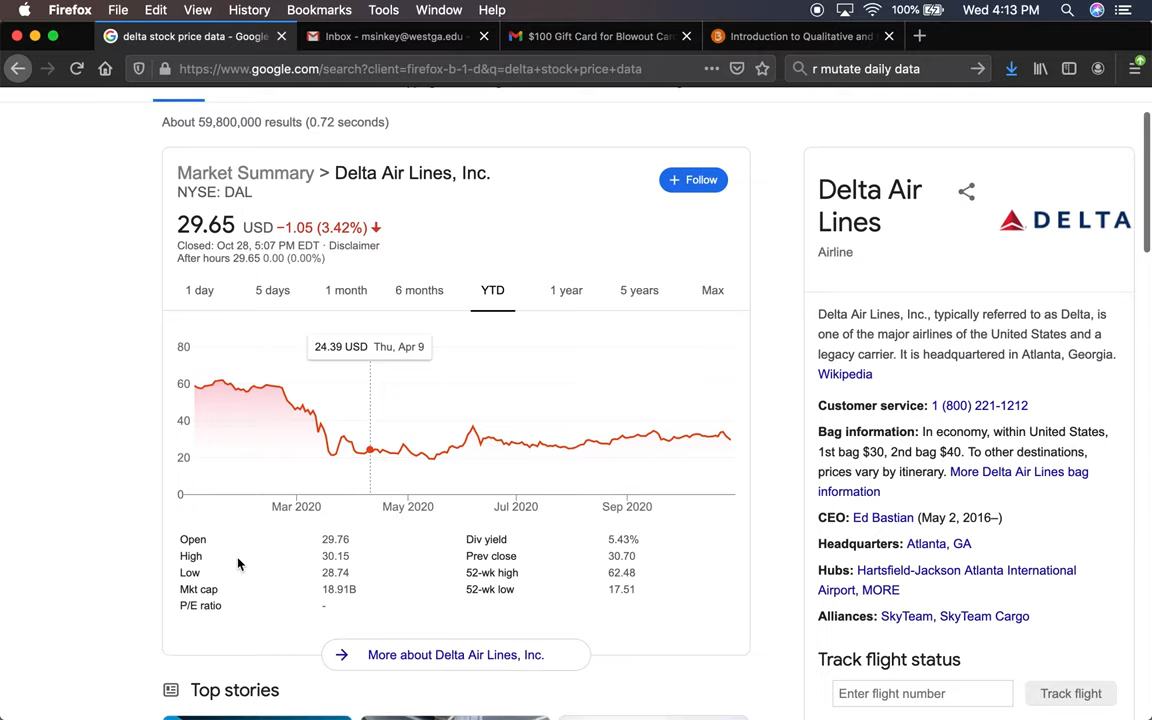 Firefox File Edit View History Bookmarks Tools Window Help 100% Wed 4:13 PM
delta stock price data - Google Inbox - msinkey@westga.edu - $100 Gift Card for Blowout Car Introduction to Qualitative and
https://www.google.com/search?client=firefox-b-1-d&q=delta+stock+price+data r mutate daily data
About 59,800,000 results (0.72 seconds)
Market Summary > Delta Air Lines, Inc.
NYSE: DAL
+ Follow
29.65 USD −1.05 (3.42%)
Closed: Oct 28, 5:07 PM EDT · Disclaimer
After hours 29.65 0.00 (0.00%)
1 day 5 days 1 month 6 months YTD 1 year 5 years Max
24.39 USD Thu, Apr 9
80
60
40
20
0
Mar 2020 May 2020 Jul 2020 Sep 2020
Open 29.76 Div yield 5.43%
High 30.15 Prev close 30.70
Low 28.74 52-wk high 62.48
Mkt cap 18.91B 52-wk low 17.51
P/E ratio -
More about Delta Air Lines, Inc.
Top stories
Delta Air
Lines
DELTA
Airline
Delta Air Lines, Inc., typically referred to as Delta, is
one of the major airlines of the United States and a
legacy carrier. It is headquartered in Atlanta, Georgia.
Wikipedia
Customer service: 1 (800) 221-1212
Bag information: In economy, within United States,
1st bag $30, 2nd bag $40. To other destinations,
prices vary by itinerary. More Delta Air Lines bag
information
CEO: Ed Bastian (May 2, 2016–)
Headquarters: Atlanta, GA
Hubs: Hartsfield-Jackson Atlanta International
Airport, MORE
Alliances: SkyTeam, SkyTeam Cargo
Track flight status
Enter flight number Track flight